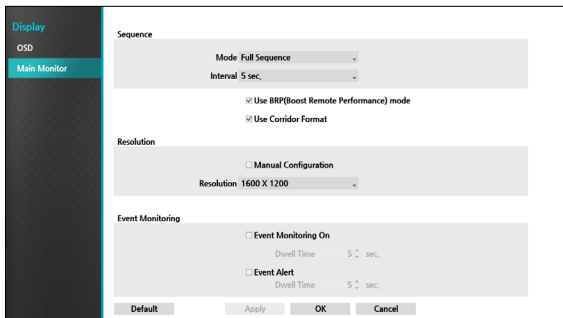 Display
OSD
Main Monitor
Sequence
Mode Full Sequence
Interval 5 sec.
Use BRP(Boost Remote Performance) mode
Use Corridor Format
Resolution
Manual Configuration
Resolution 1600 X 1200
Event Monitoring
Event Monitoring On
Dwell Time 5 sec.
Event Alert
Dwell Time 5 sec.
Default Apply OK Cancel